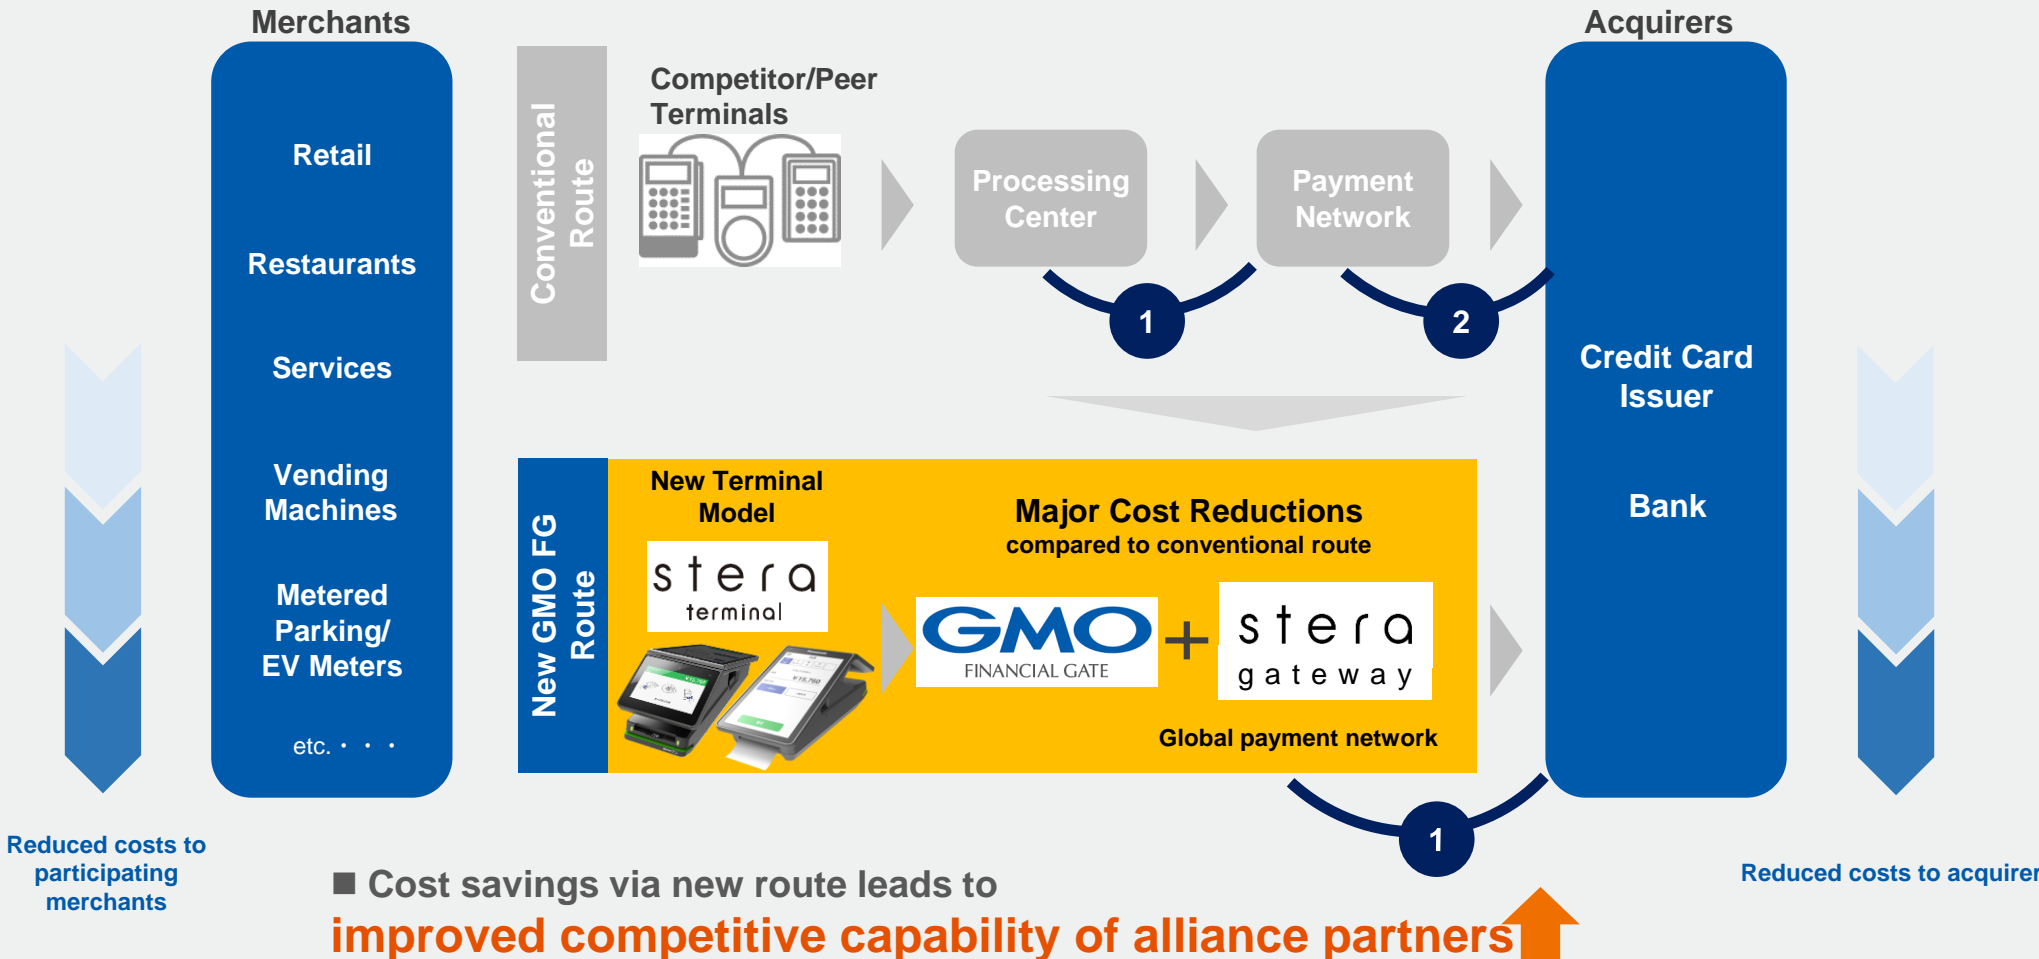 Merchants
Retail
Restaurants
Services
Vending
Machines
Metered
Parking/
EV Meters
etc.・・・
Reduced costs to
participating
merchants
Conventional
Route
Competitor/Peer
Terminals
Processing
Center
Payment
Network
1
2
New GMO FG
Route
New Terminal
Model
stera
terminal
Major Cost Reductions
compared to conventional route
GMO
FINANCIAL GATE
+
stera
gateway
Global payment network
1
Acquirers
Credit Card
Issuer
Bank
Reduced costs to acquirer
■ Cost savings via new route leads to
improved competitive capability of alliance partners